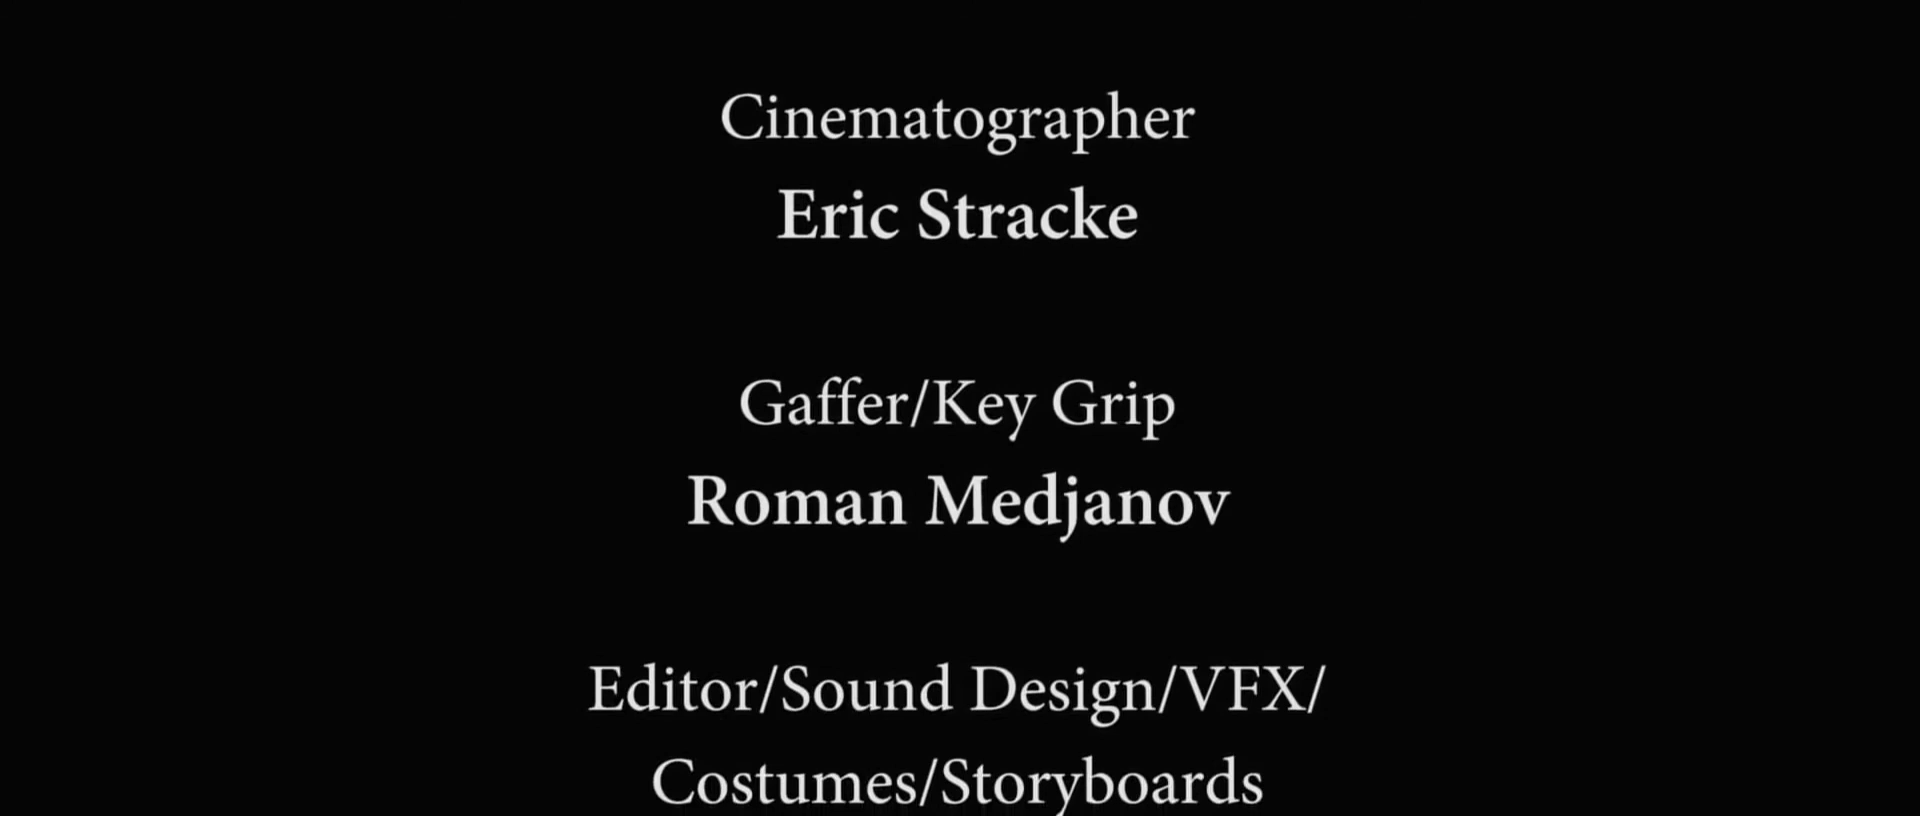 Cinematographer
Eric Stracke
Gaffer/Key Grip
Roman Medjanov
Editor/Sound Design/VFX/
Costumes/Storyboards